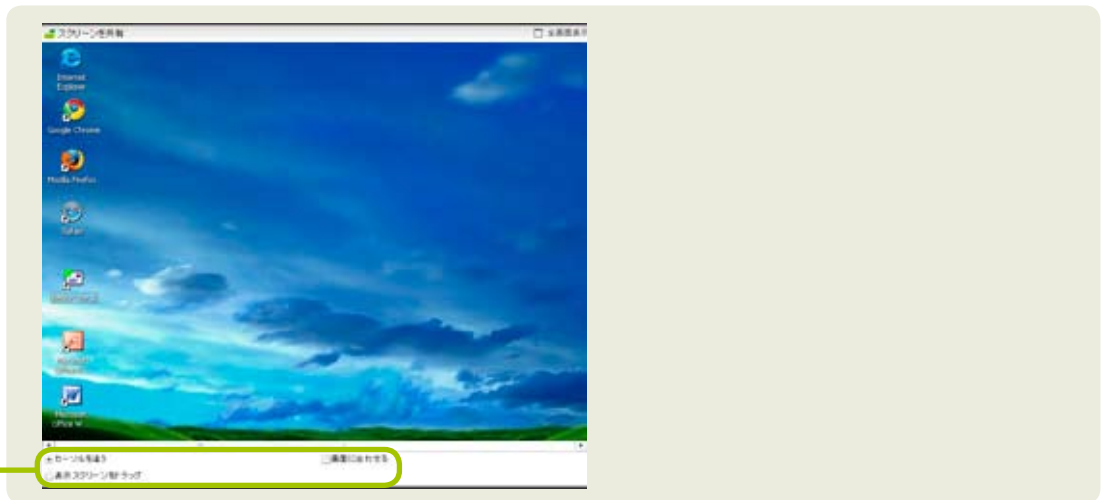 スクリーンを共有
全画面表示
Internet
Explorer
Google Chrome
Mozilla Firefox
Safari
Microsoft
Office W...
カーソルを追う
画面に合わせる
表示スクリーンをドラッグ